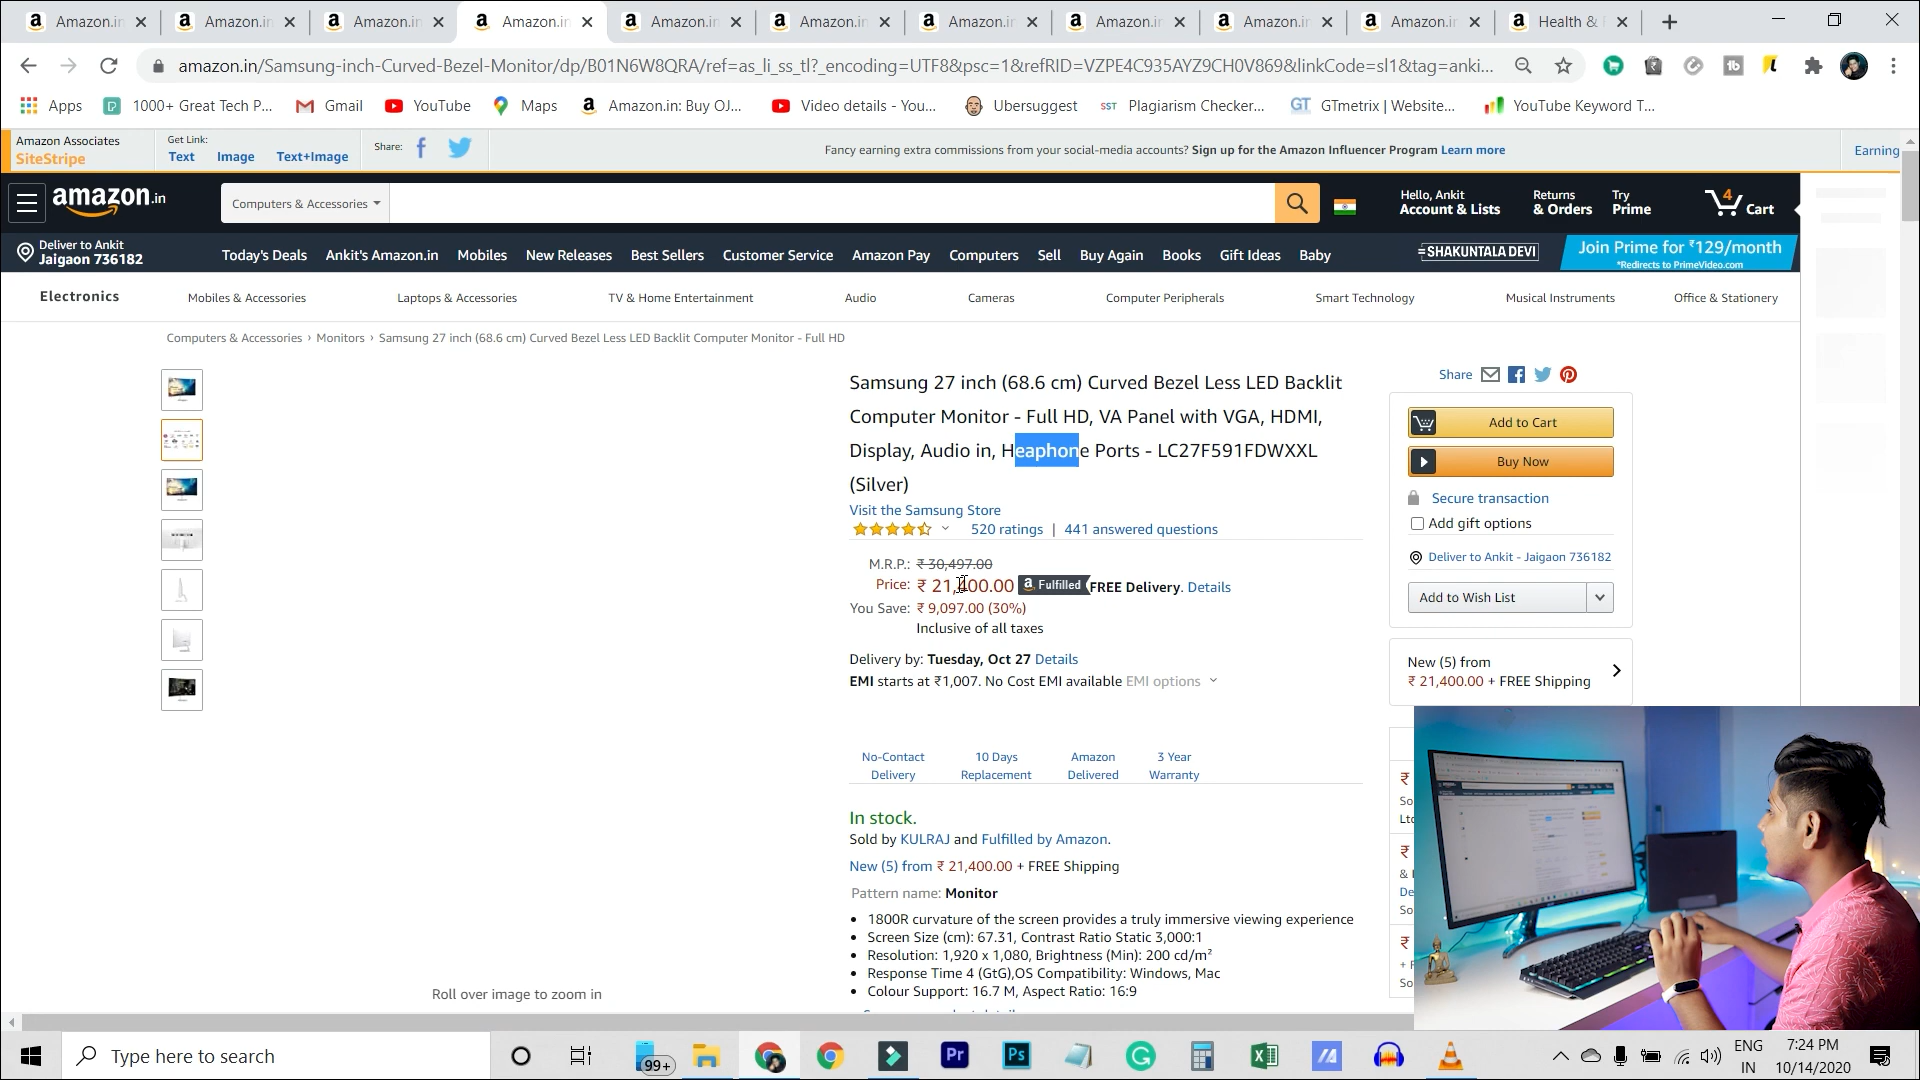 Amazon.in
Amazon.in
Amazon.in
Amazon.in
Amazon.in
Amazon.in
Amazon.in
Amazon.in
Amazon.in
Amazon.in
Health &
amazon.in/Samsung-inch-Curved-Bezel-Monitor/dp/B01N6W8QRA/ref=as_li_ss_tl?_encoding=UTF8&psc=1&refRID=VZPE4C935AYZ9CH0V869&linkCode=sl1&tag=anki...
Apps
1000+ Great Tech P...
Gmail
YouTube
Maps
Amazon.in: Buy OJ...
Video details - You...
Ubersuggest
SST Plagiarism Checker...
GT GTmetrix | Website...
YouTube Keyword T...
Amazon Associates
SiteStripe
Get Link:
Text Image Text+Image
Share:
Fancy earning extra commissions from your social-media accounts? Sign up for the Amazon Influencer Program Learn more
Earning
amazon.in
Computers & Accessories
Hello, Ankit
Account & Lists
Returns
& Orders
Try
Prime
4
Cart
Deliver to Ankit
Jaigaon 736182
Today's Deals Ankit's Amazon.in Mobiles New Releases Best Sellers Customer Service Amazon Pay Computers Sell Buy Again Books Gift Ideas Baby
SHAKUNTALA DEVI
Join Prime for ₹129/month
*Redirects to PrimeVideo.com
Electronics Mobiles & Accessories Laptops & Accessories TV & Home Entertainment Audio Cameras Computer Peripherals Smart Technology Musical Instruments Office & Stationery
Computers & Accessories › Monitors › Samsung 27 inch (68.6 cm) Curved Bezel Less LED Backlit Computer Monitor - Full HD
Samsung 27 inch (68.6 cm) Curved Bezel Less LED Backlit
Computer Monitor - Full HD, VA Panel with VGA, HDMI,
Display, Audio in, Heaphone Ports - LC27F591FDWXXL
(Silver)
Visit the Samsung Store
520 ratings | 441 answered questions
M.R.P.: ₹ 30,497.00
Price: ₹ 21,400.00 a Fulfilled FREE Delivery. Details
You Save: ₹ 9,097.00 (30%)
Inclusive of all taxes
Delivery by: Tuesday, Oct 27 Details
EMI starts at ₹1,007. No Cost EMI available EMI options
No-Contact
Delivery
10 Days
Replacement
Amazon
Delivered
3 Year
Warranty
In stock.
Sold by KULRAJ and Fulfilled by Amazon.
New (5) from ₹ 21,400.00 + FREE Shipping
Pattern name: Monitor
• 1800R curvature of the screen provides a truly immersive viewing experience
• Screen Size (cm): 67.31, Contrast Ratio Static 3,000:1
• Resolution: 1,920 x 1,080, Brightness (Min): 200 cd/m²
• Response Time 4 (GtG),OS Compatibility: Windows, Mac
• Colour Support: 16.7 M, Aspect Ratio: 16:9
Roll over image to zoom in
Share
Add to Cart
Buy Now
Secure transaction
Add gift options
Deliver to Ankit - Jaigaon 736182
Add to Wish List
New (5) from
₹ 21,400.00 + FREE Shipping
₹
So
₹
So
₹
So
Type here to search
99+
Pr
Ps
ENG
IN
7:24 PM
10/14/2020